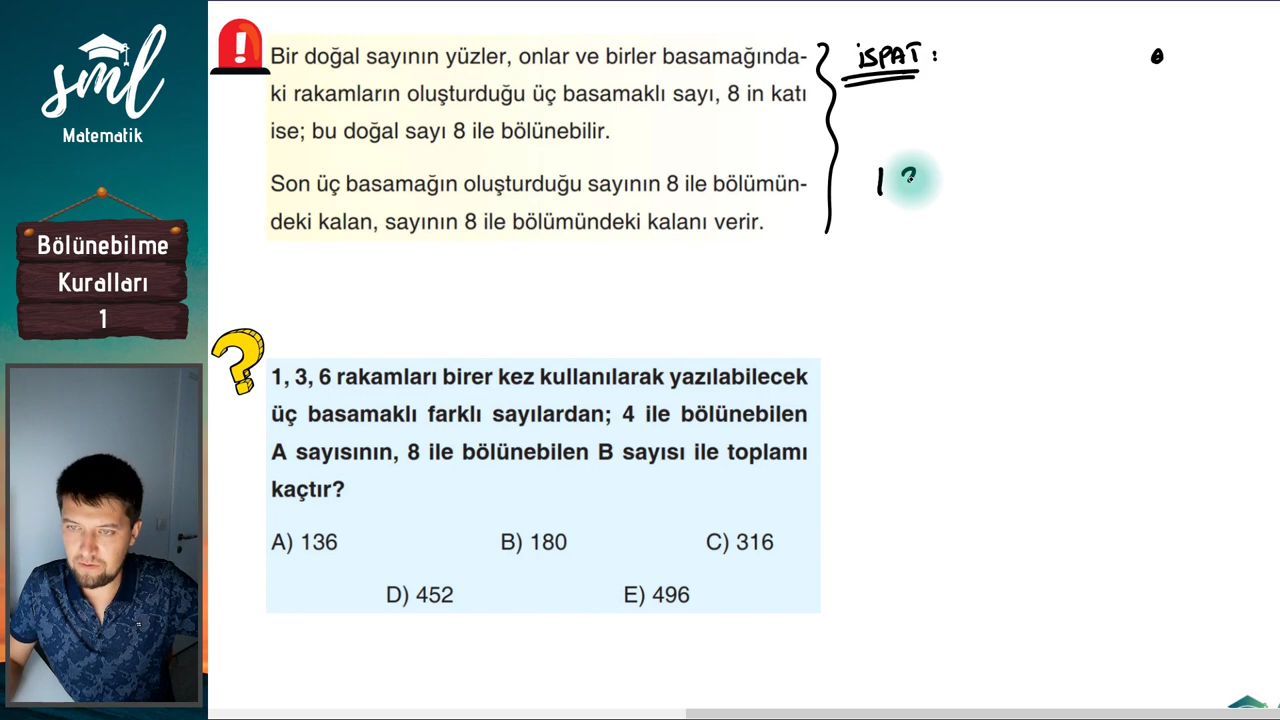 sml
Matematik
Bölünebilme
Kuralları
1
Bir doğal sayının yüzler, onlar ve birler basamağında-
ki rakamların oluşturduğu üç basamaklı sayı, 8 in katı
ise; bu doğal sayı 8 ile bölünebilir.
Son üç basamağın oluşturduğu sayının 8 ile bölümün-
deki kalan, sayının 8 ile bölümündeki kalanı verir.
İSPAT :
1
1, 3, 6 rakamları birer kez kullanılarak yazılabilecek
üç basamaklı farklı sayılardan; 4 ile bölünebilen
A sayısının, 8 ile bölünebilen B sayısı ile toplamı
kaçtır?
A) 136 B) 180 C) 316
D) 452 E) 496